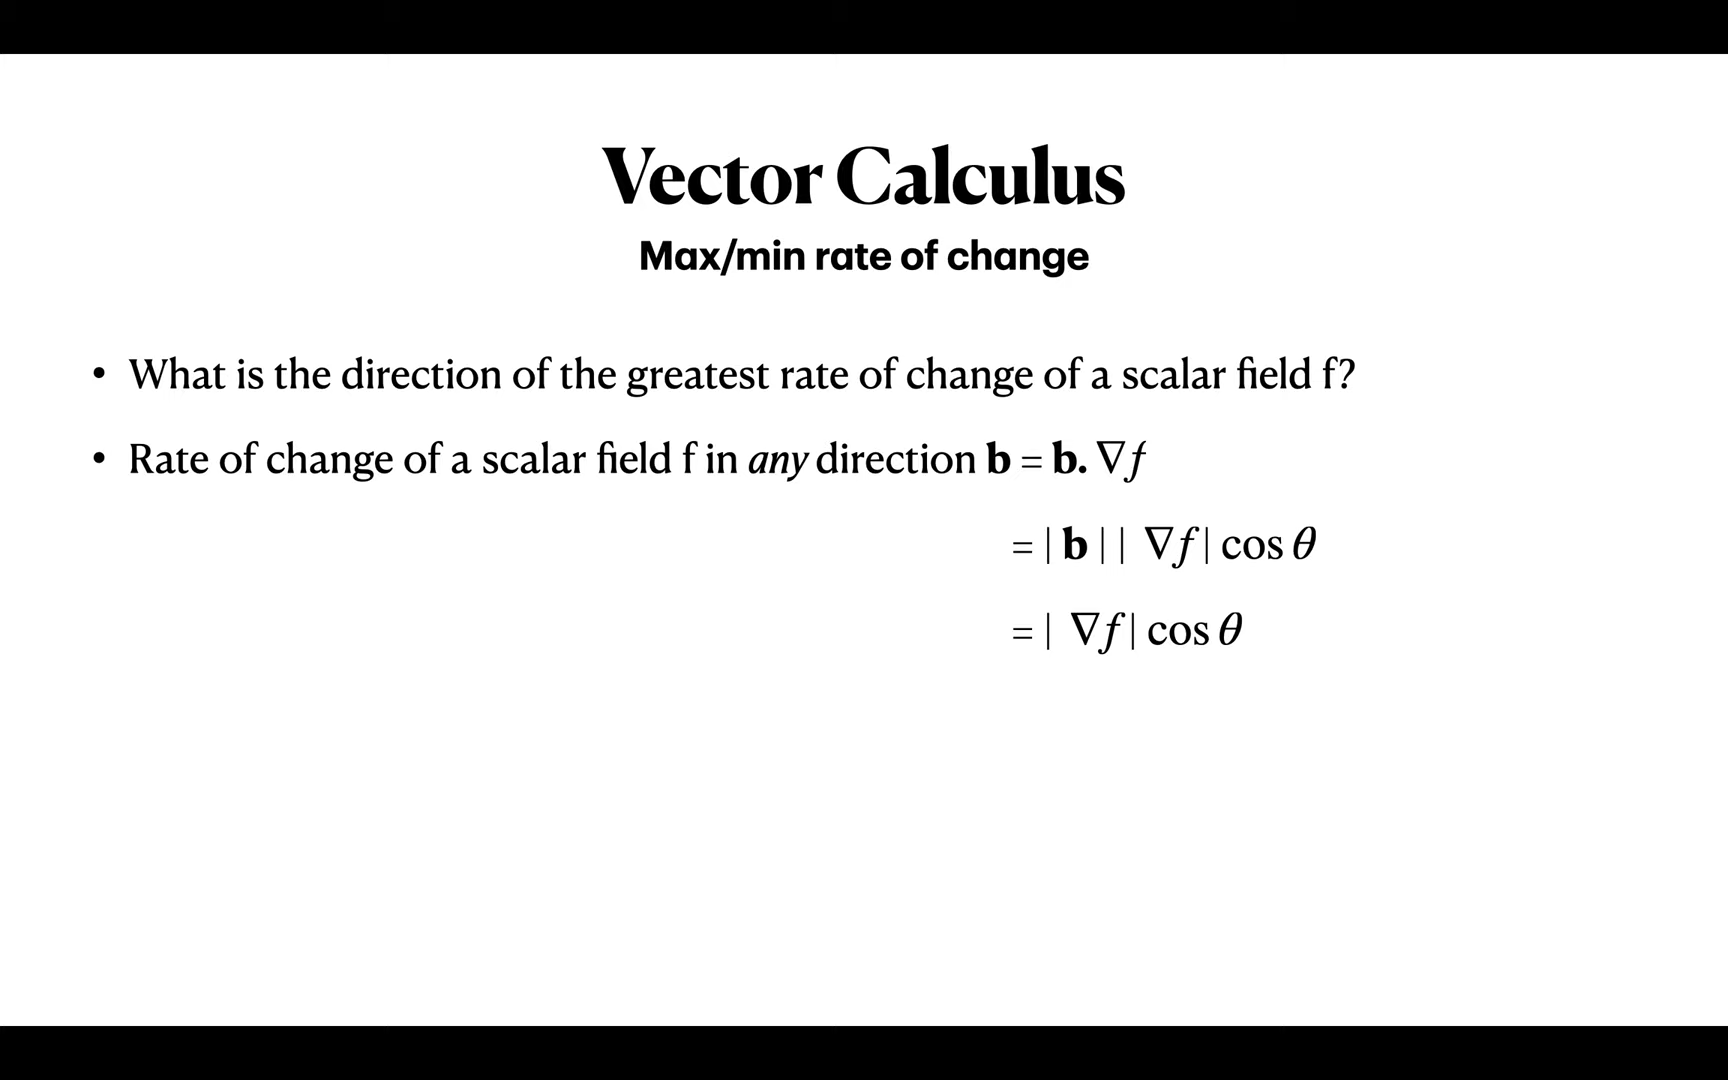 Vector Calculus
Max/min rate of change
• What is the direction of the greatest rate of change of a scalar field f?
• Rate of change of a scalar field f in any direction b = b. ∇f
= | b | | ∇f | cos θ
= | ∇f | cos θ